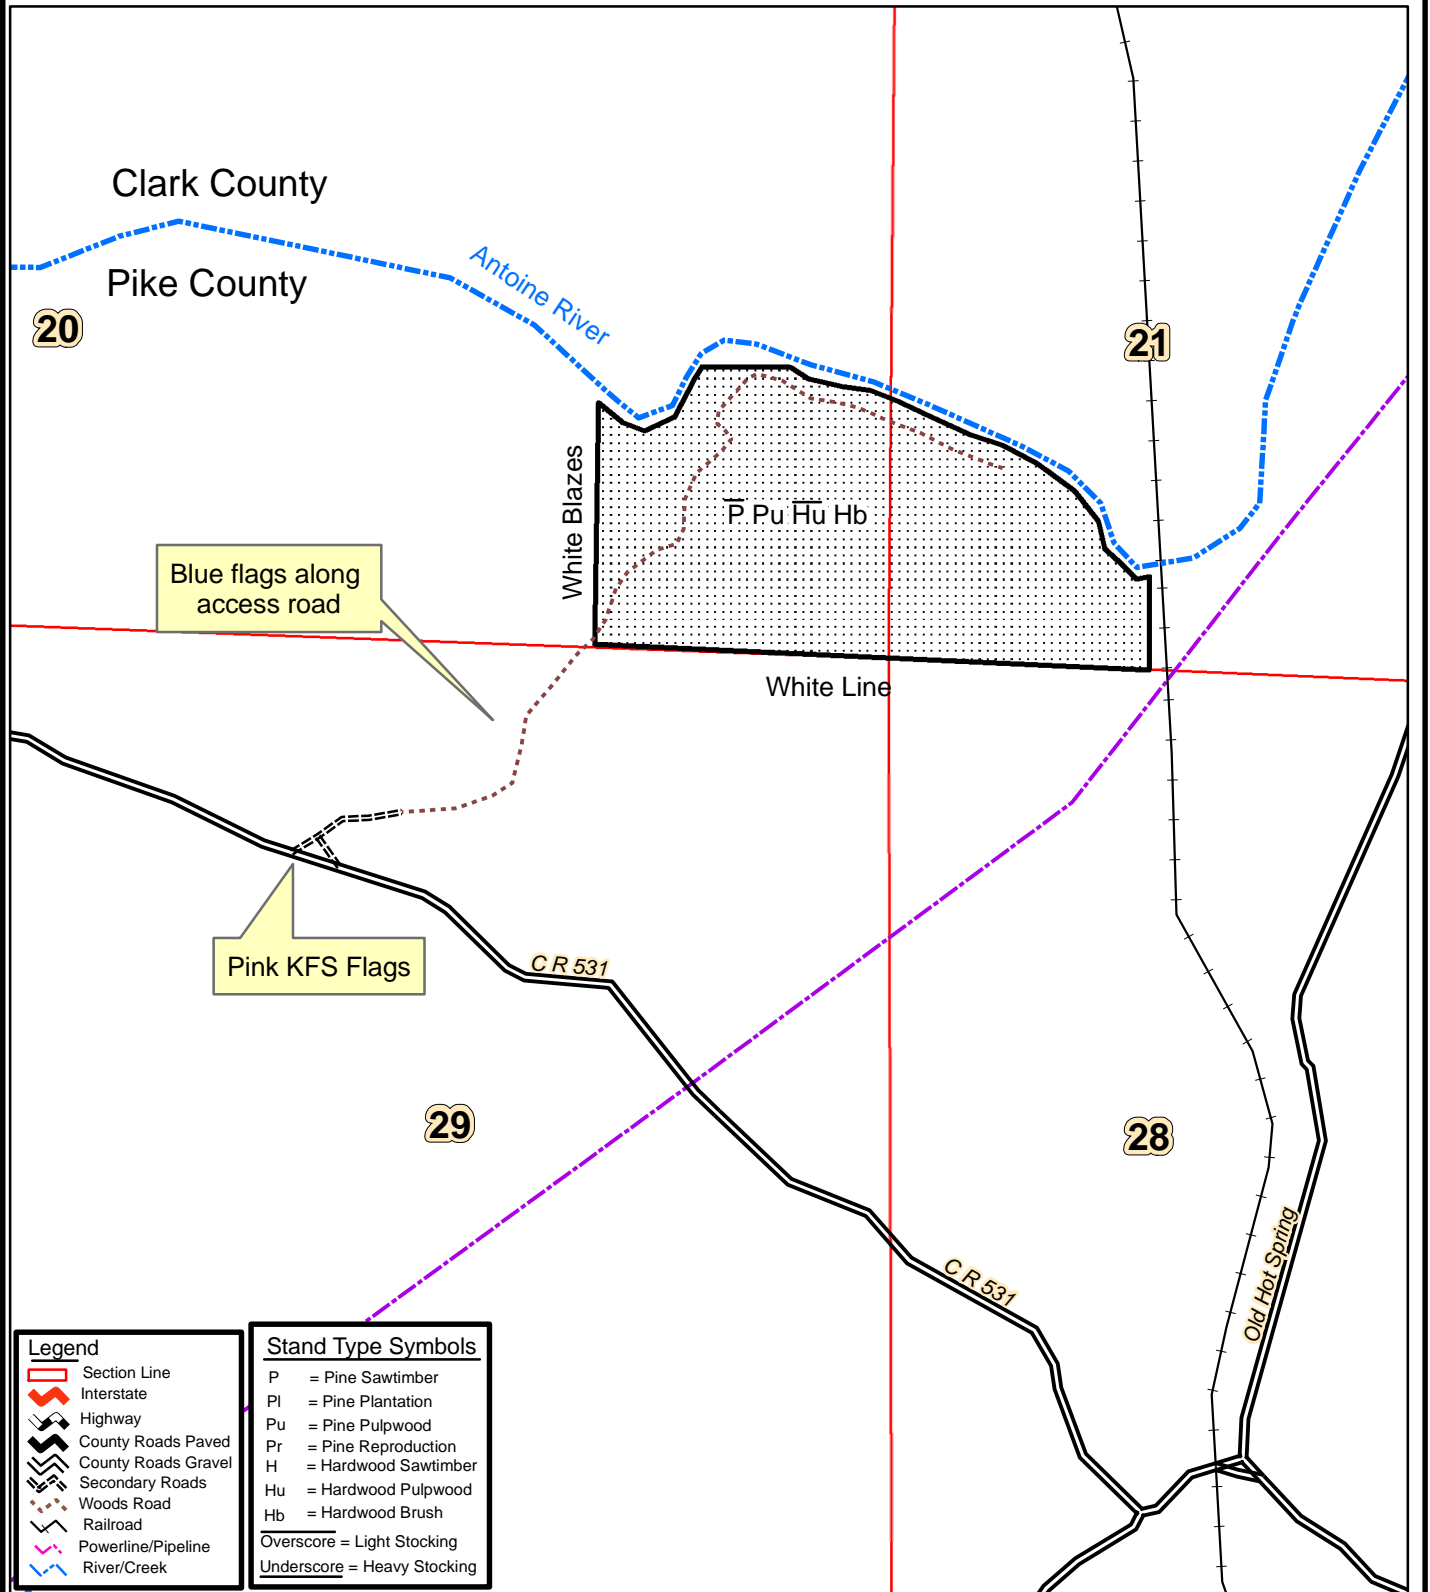 Clark County
Antoine River
Pike County
20
21
White Blazes
P Pu Hu Hb
Blue flags along
access road
White Line
Pink KFS Flags
C R 531
29
28
Old Hot Spring
C R 531
Legend
Section Line
Interstate
Highway
County Roads Paved
County Roads Gravel
Secondary Roads
Woods Road
Railroad
Powerline/Pipeline
River/Creek
Stand Type Symbols
P = Pine Sawtimber
Pl = Pine Plantation
Pu = Pine Pulpwood
Pr = Pine Reproduction
H = Hardwood Sawtimber
Hu = Hardwood Pulpwood
Hb = Hardwood Brush
Overscore = Light Stocking
Underscore = Heavy Stocking